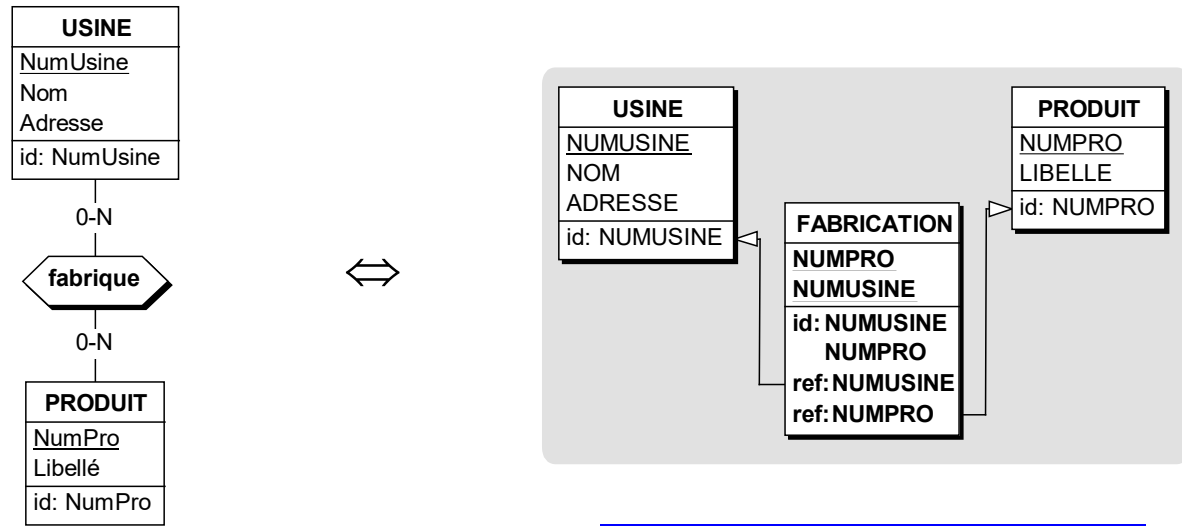 USINE
NumUsine
Nom
Adresse
id: NumUsine
0-N
fabrique
0-N
PRODUIT
NumPro
Libellé
id: NumPro
⇔
USINE
NUMUSINE
NOM
ADRESSE
id: NUMUSINE
FABRICATION
NUMPRO
NUMUSINE
id: NUMUSINE
NUMPRO
ref: NUMUSINE
ref: NUMPRO
PRODUIT
NUMPRO
LIBELLE
id: NUMPRO